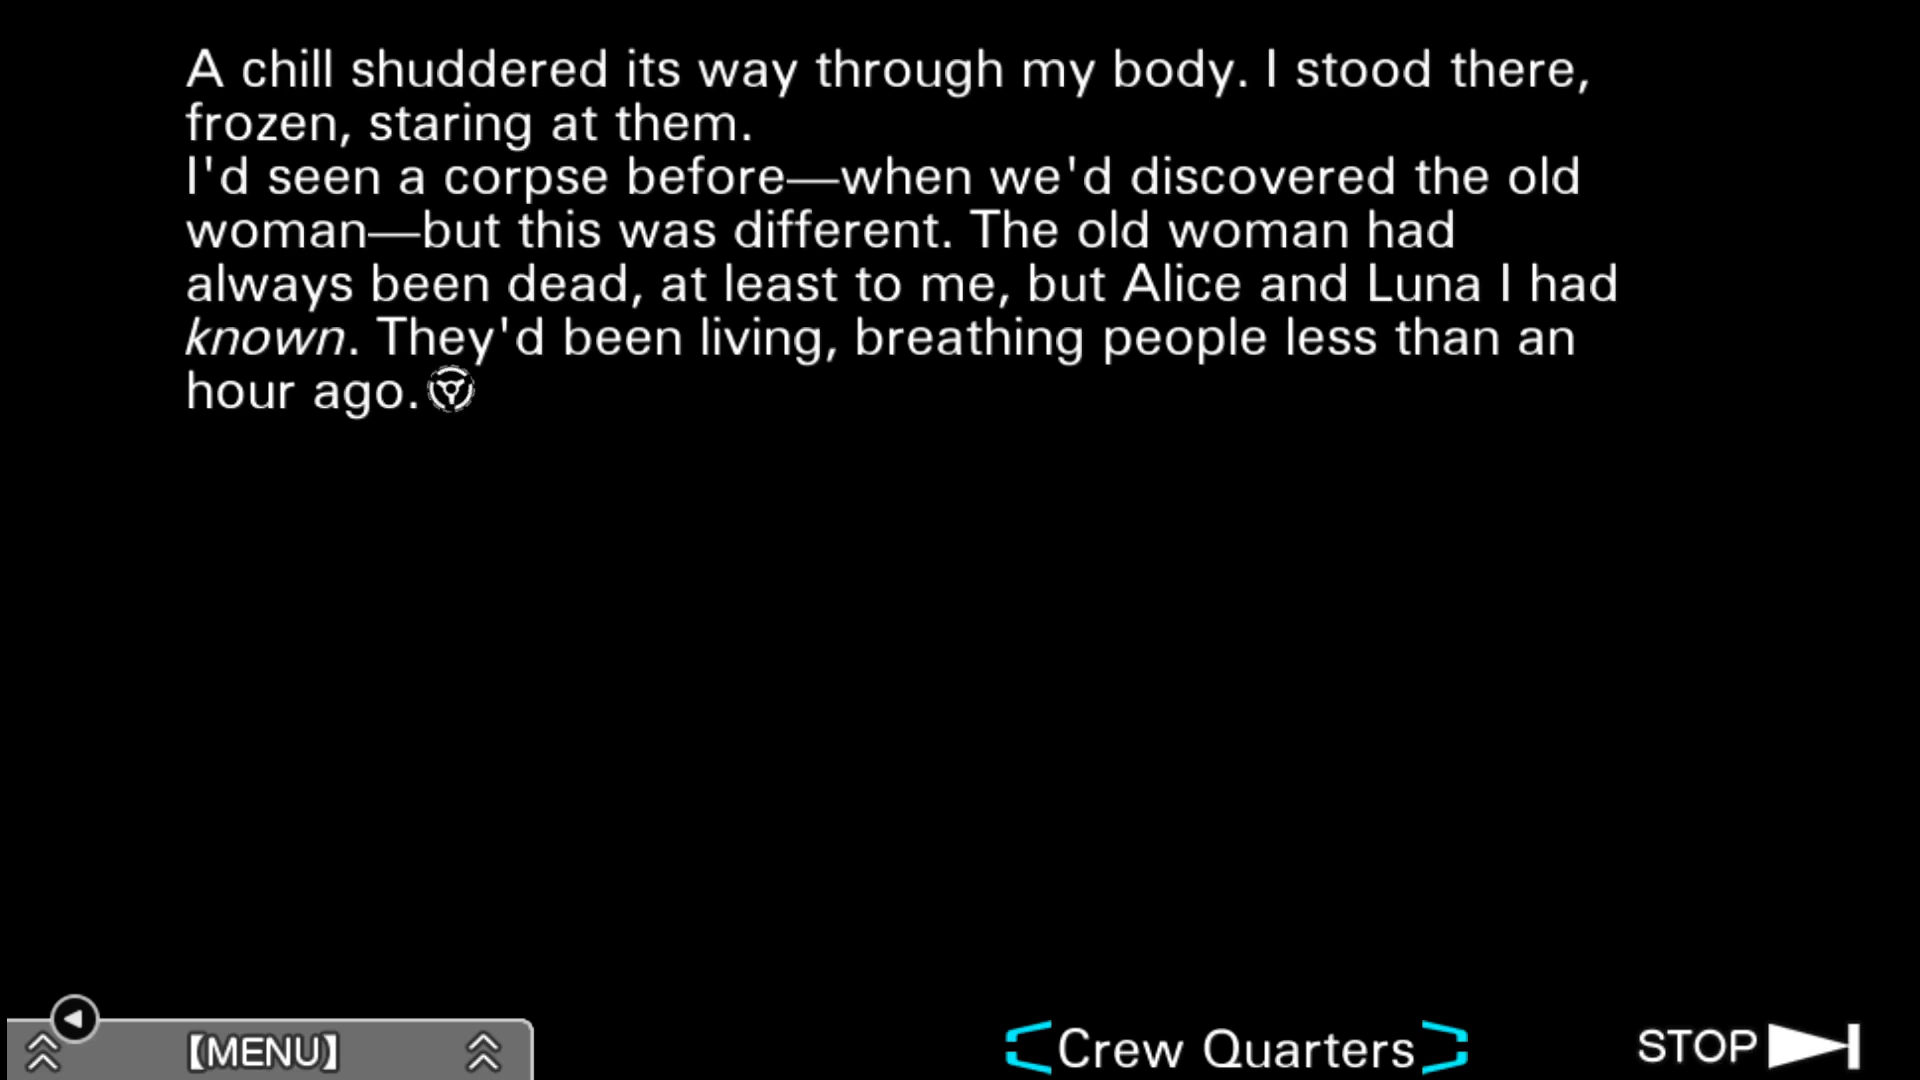 A chill shuddered its way through my body. I stood there,
frozen, staring at them.
I'd seen a corpse before—when we'd discovered the old
woman—but this was different. The old woman had
always been dead, at least to me, but Alice and Luna I had
known. They'd been living, breathing people less than an
hour ago.
【MENU】
Crew Quarters
STOP